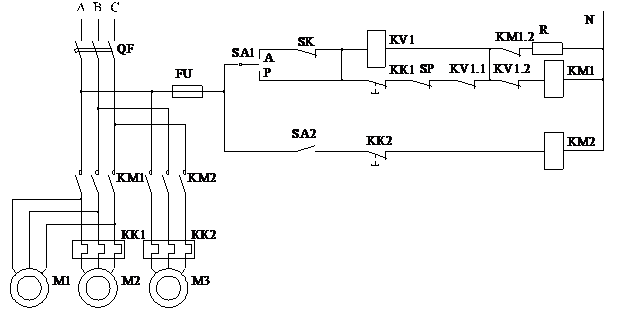 A B C
N
QF
SA1
A
P
SK
KV1
KM1.2
R
FU
KK1
SP
KV1.1
KV1.2
KM1
SA2
KK2
KM2
KM1
KM2
KK1
KK2
M1
M2
M3